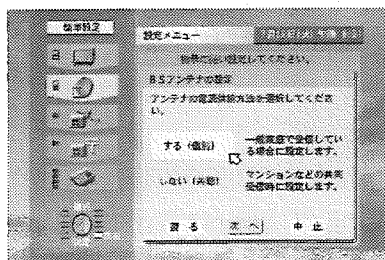 簡単設定
設定メニュー
BSアンテナの設定
アンテナの電源供給方法を選択してくださ
い。
する (個別)
一般家庭で受信してい
る場合に設定します。
しない (共聴)
マンションなどの共同
受信時に設定します。
戻る
次へ
中止